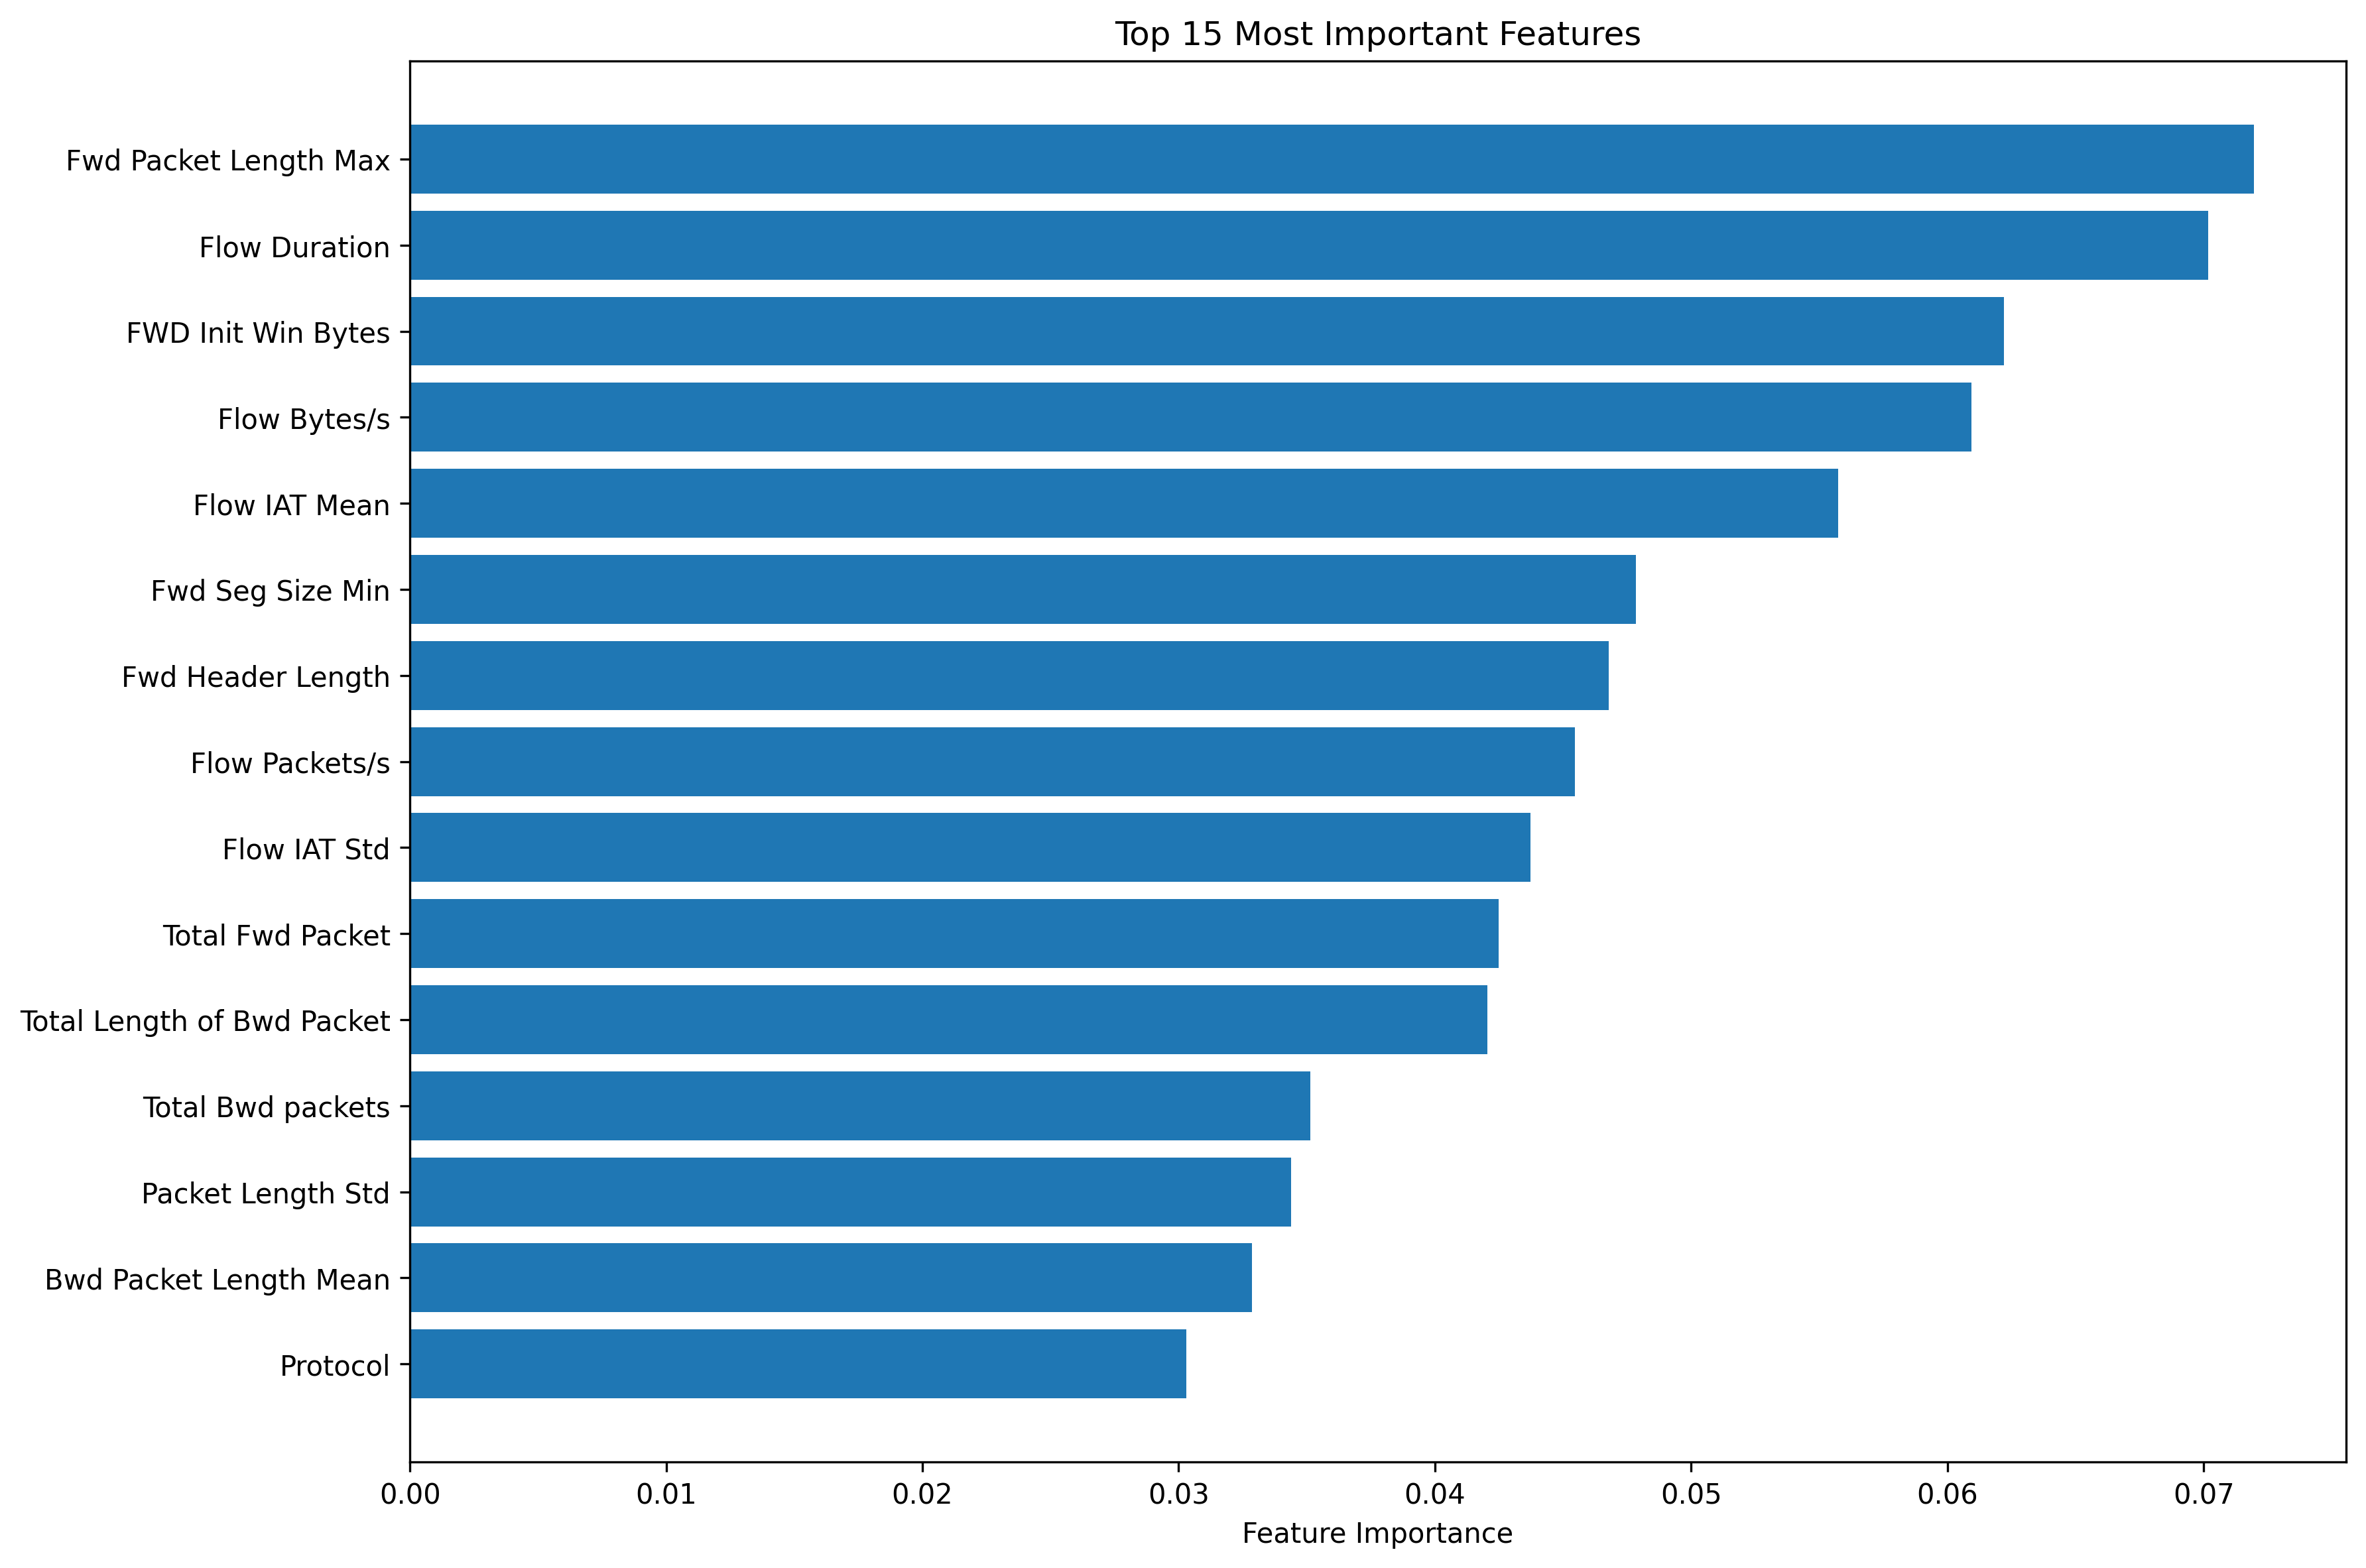 Top 15 Most Important Features
Fwd Packet Length Max
Flow Duration
FWD Init Win Bytes
Flow Bytes/s
Flow IAT Mean
Fwd Seg Size Min
Fwd Header Length
Flow Packets/s
Flow IAT Std
Total Fwd Packet
Total Length of Bwd Packet
Total Bwd packets
Packet Length Std
Bwd Packet Length Mean
Protocol
0.00 0.01 0.02 0.03 0.04 0.05 0.06 0.07
Feature Importance